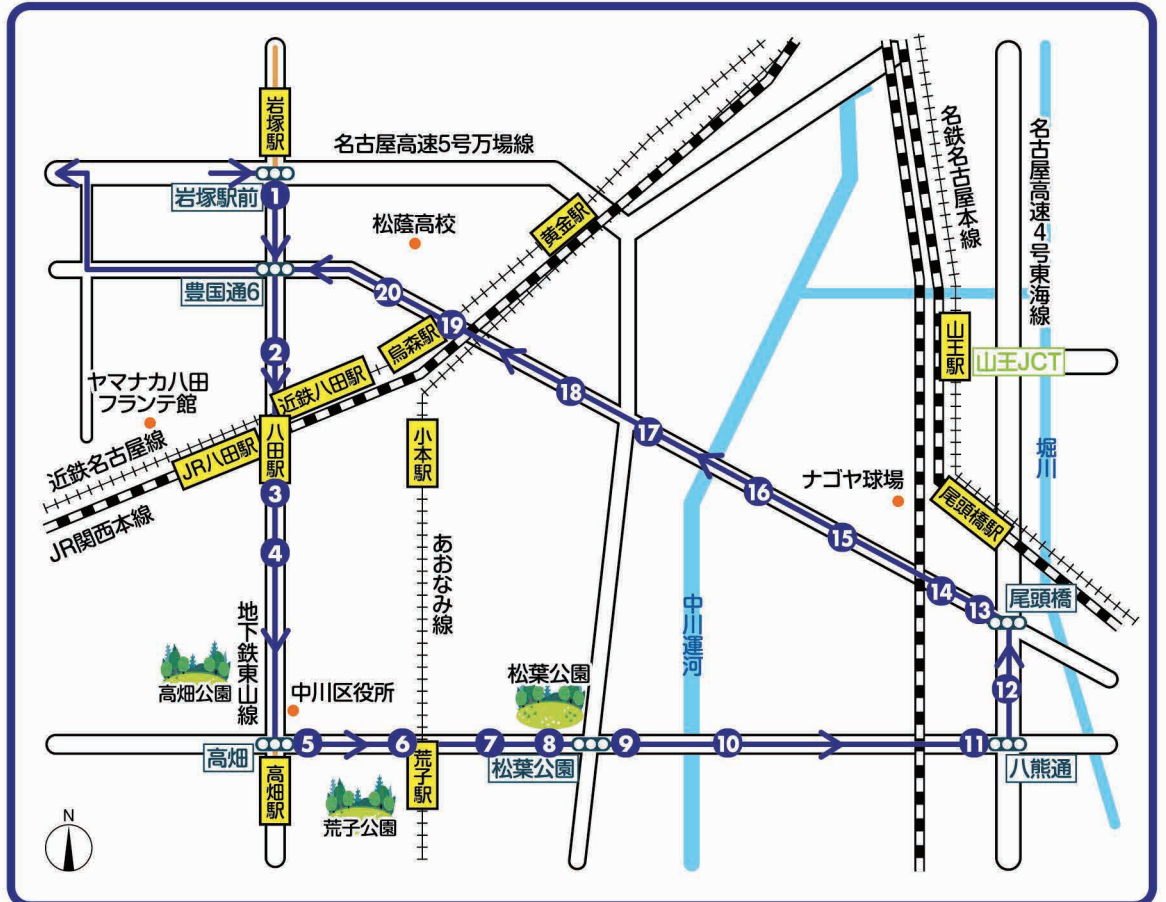 岩塚駅
名古屋高速5号万場線
岩塚駅前
1
松蔭高校
黄金駅
名鉄名古屋本線
名古屋高速4号東海線
豊国通6
20
19
烏森駅
2
近鉄八田駅
ヤマナカ八田
フランテ館
近鉄名古屋線
JR八田駅
八田駅
JR関西本線
小本駅
18
17
山王駅
山王JCT
堀川
3
4
16
ナゴヤ球場
15
尾頭橋駅
あおなみ線
地下鉄東山線
中川運河
14
13
尾頭橋
高畑公園
中川区役所
松葉公園
12
高畑
5
6
7
8
9
10
11
松葉公園
八熊通
高畑駅
荒子駅
荒子公園
N